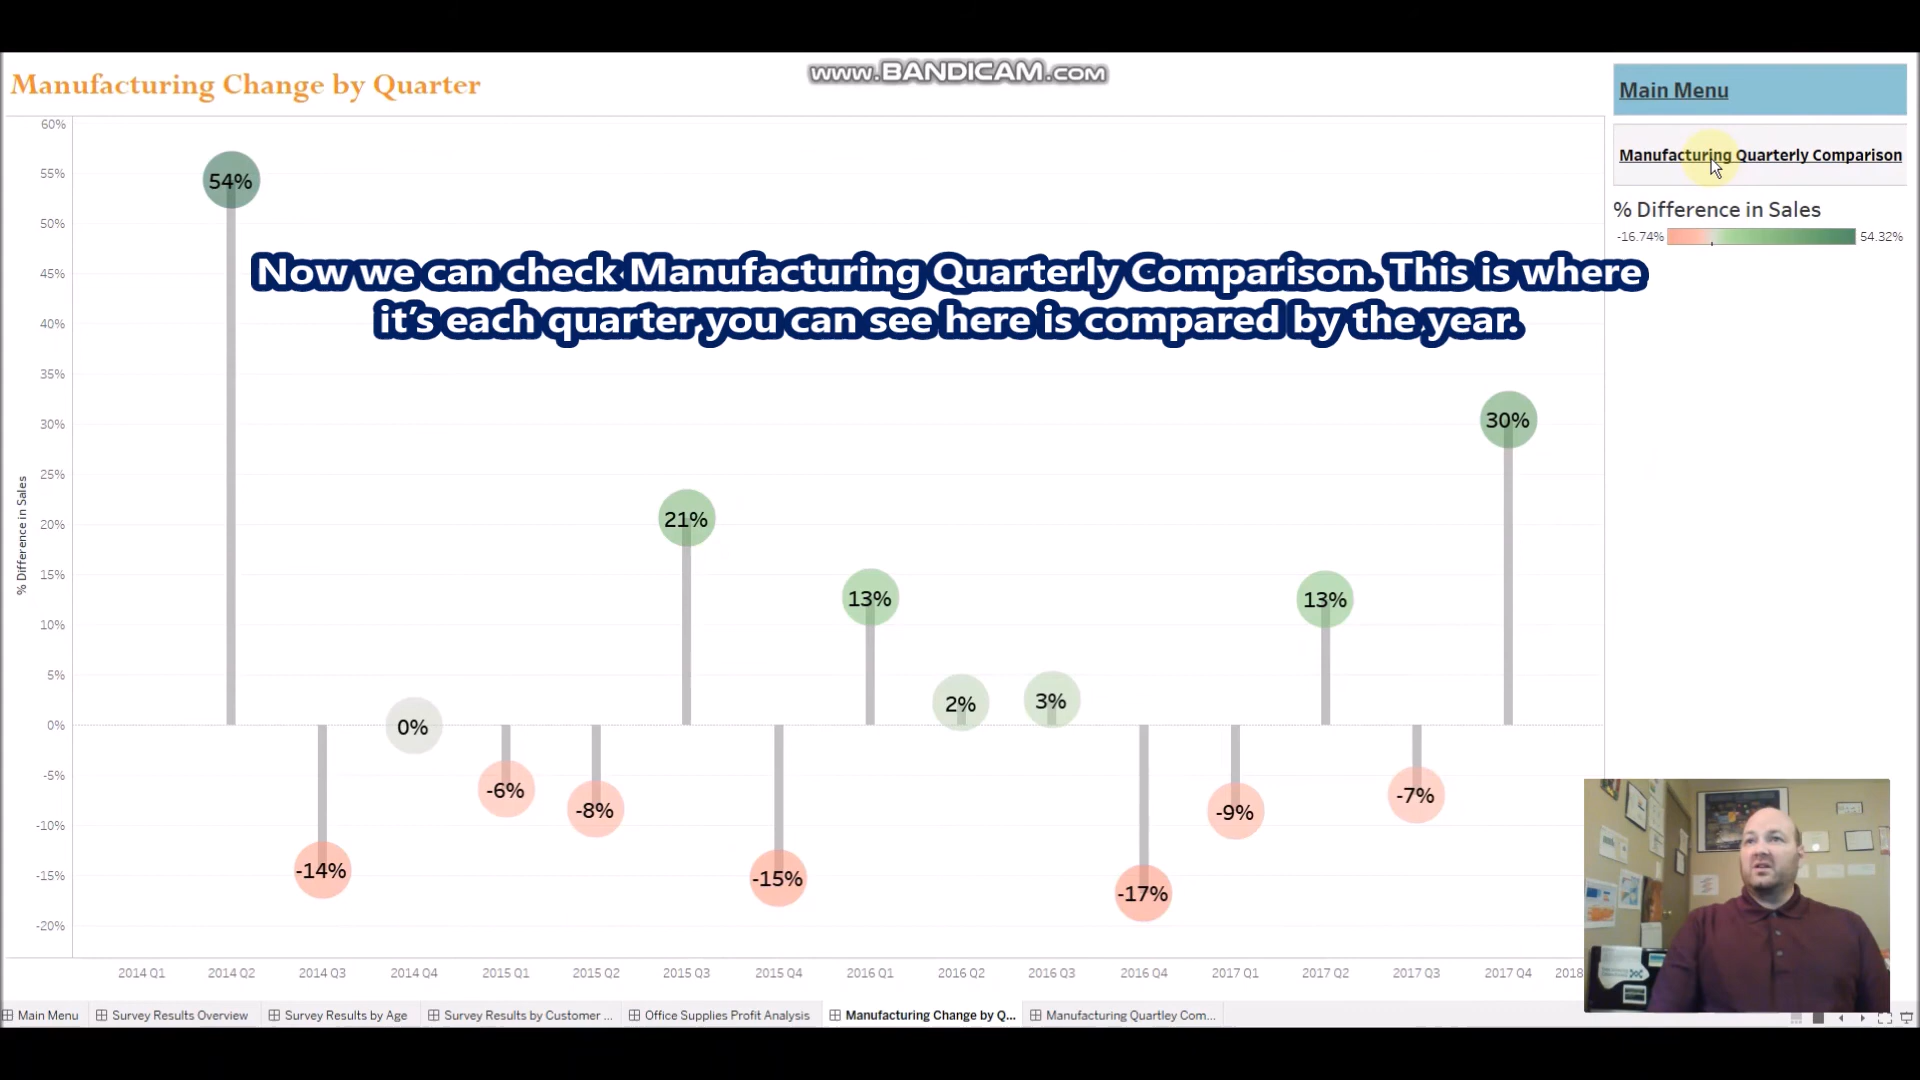 www.BANDICAM.com
Manufacturing Change by Quarter
Main Menu
Manufacturing Quarterly Comparison
% Difference in Sales
-16.74%
54.32%
Now we can check Manufacturing Quarterly Comparison. This is where
it’s each quarter you can see here is compared by the year.
% Difference in Sales
60%
55%
50%
45%
40%
35%
30%
25%
20%
15%
10%
5%
0%
-5%
-10%
-15%
-20%
54%
-14%
0%
-6%
-8%
21%
-15%
13%
2%
3%
-17%
-9%
13%
-7%
30%
2014 Q1
2014 Q2
2014 Q3
2014 Q4
2015 Q1
2015 Q2
2015 Q3
2015 Q4
2016 Q1
2016 Q2
2016 Q3
2016 Q4
2017 Q1
2017 Q2
2017 Q3
2017 Q4
2018
Main Menu
Survey Results Overview
Survey Results by Age
Survey Results by Customer ...
Office Supplies Profit Analysis
Manufacturing Change by Q...
Manufacturing Quartley Com...